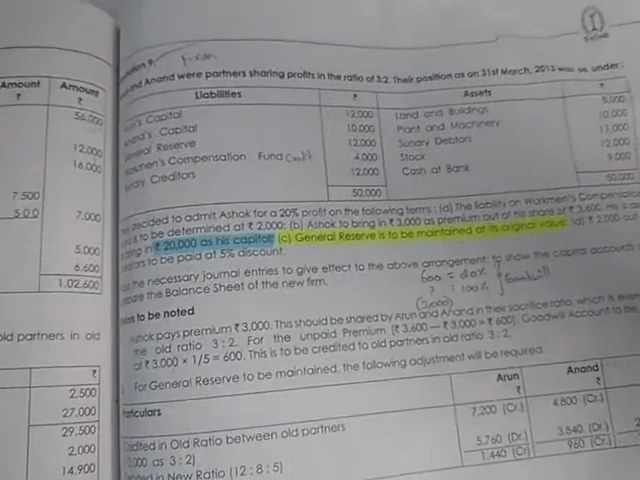 Amount
₹
Amount
₹
56,000
12,000
16,000
7,500
500
7,000
5,000
6,600
1,02,600
old partners in old
₹
2,500
27,000
29,500
2,000
14,900
Anand were partners sharing profits in the ratio of 3:2. Their position as on 31st March, 2013 was as under:
Liabilities
₹
Assets
₹
Capital
12,000
Land and Buildings
8,000
Capital
10,000
Plant and Machinery
10,000
Reserve
12,000
Sundry Debtors
11,000
Compensation Fund
4,000
Stock
12,000
Creditors
12,000
Cash at Bank
9,000
50,000
50,000
decided to admit Ashok for a 20% profit on the following terms : (a) The liability on Workmen's Compensation
is to be determined at ₹ 2,000; (b) Ashok to bring in ₹ 3,000 as premium out of his share of ₹ 3,600.
bring in ₹ 20,000 as his capital; (c) General Reserve is to be maintained at its original value (d) ₹ 2,000 out
to be paid at 5% discount.
the necessary journal entries to give effect to the above arrangement to show the capital accounts
the Balance Sheet of the new firm.
600 = 20%
? = 100%
(3,000)
to be noted
Ashok pays premium ₹ 3,000. This should be shared by Arun and Anand in their sacrifice ratio, which is
the old ratio 3 : 2. For the unpaid Premium [₹ 3,600 – ₹ 3,000 = ₹ 600], Goodwill Account to be
at ₹ 3,000 × 1/5 = 600. This is to be credited to old partners in old ratio 3 : 2.
For General Reserve to be maintained, the following adjustment will be required.
Particulars
Arun
₹
Anand
₹
Credited in Old Ratio between old partners
7,200 (Cr.)
4,800 (Cr.)
as 3 : 2)
in New Ratio (12 : 8 : 5)
5,760 (Dr.)
3,840 (Dr.)
1,440 (Cr)
960 (Cr)